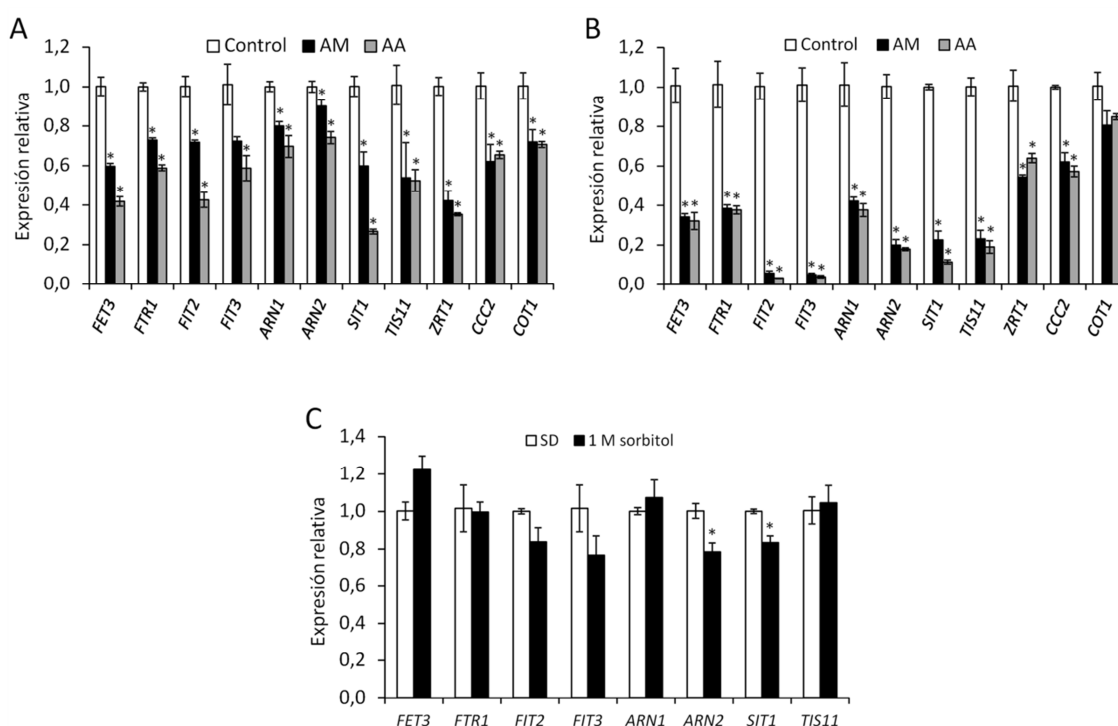 A
Control AM AA
Expresión relativa
1,2
1,0
0,8
0,6
0,4
0,2
0,0
* * * * * * * * * * * * * * * * * * * * *
FET3 FTR1 FIT2 FIT3 ARN1 ARN2 SIT1 TIS11 ZRT1 CCC2 COT1
B
Control AM AA
Expresión relativa
1,2
1,0
0,8
0,6
0,4
0,2
0,0
* * * * * * * * * * * * * * * * * * * *
FET3 FTR1 FIT2 FIT3 ARN1 ARN2 SIT1 TIS11 ZRT1 CCC2 COT1
C
SD 1 M sorbitol
Expresión relativa
1,4
1,2
1,0
0,8
0,6
0,4
0,2
0,0
* *
FET3 FTR1 FIT2 FIT3 ARN1 ARN2 SIT1 TIS11